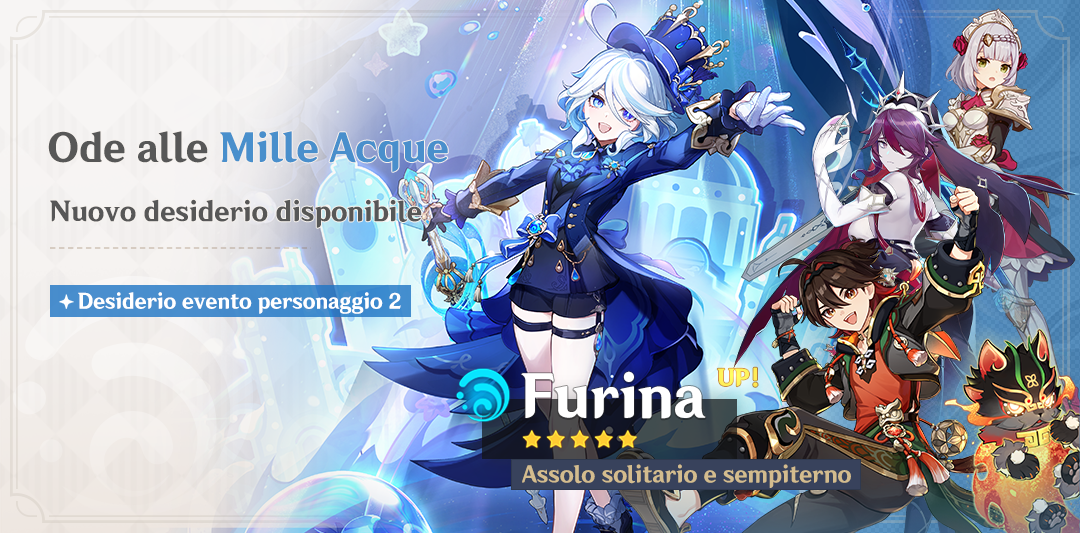 Ode alle Mille Acque
Nuovo desiderio disponibile
Desiderio evento personaggio 2
Furina
UP!
Assolo solitario e sempiterno